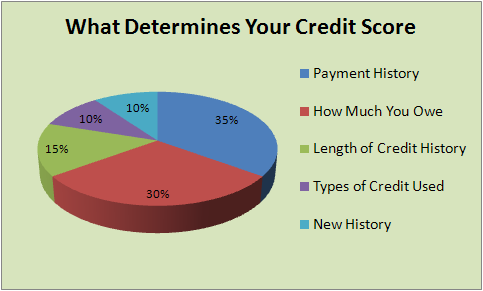 What Determines Your Credit Score
10%
35%
10%
15%
30%
Payment History
How Much You Owe
Length of Credit History
Types of Credit Used
New History